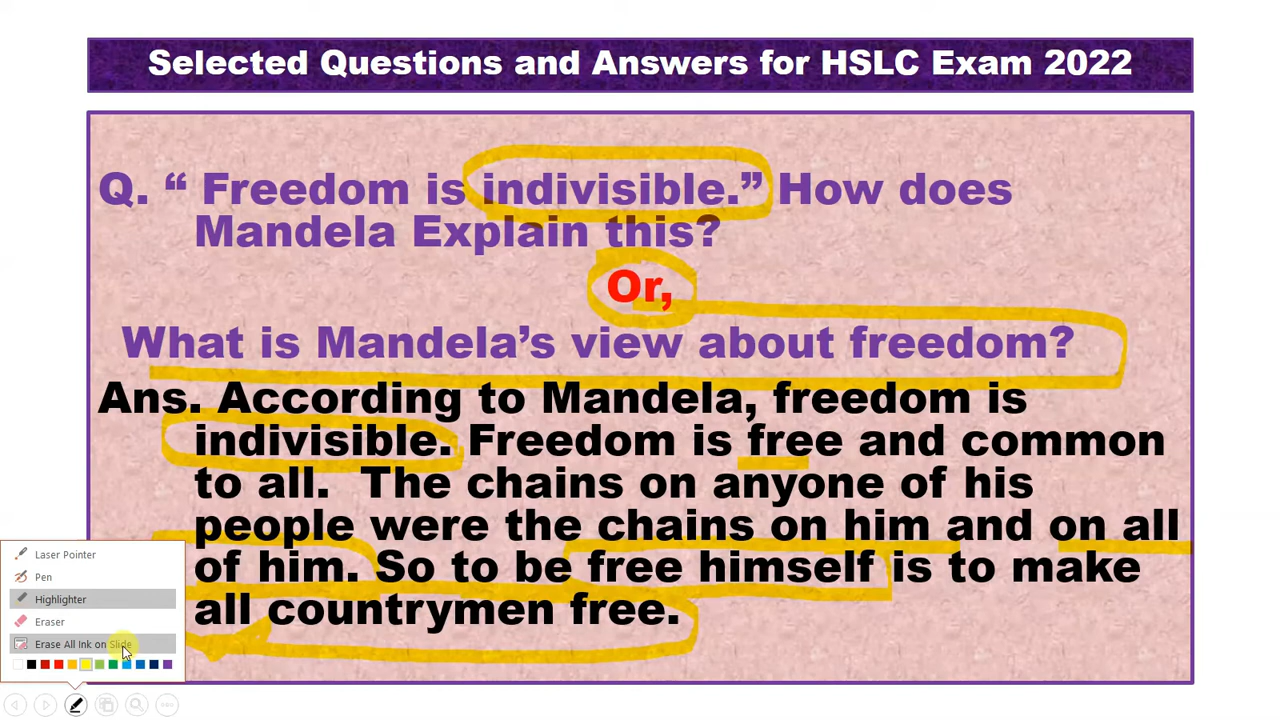 Selected Questions and Answers for HSLC Exam 2022
Q. “ Freedom is indivisible.” How does
Mandela Explain this?
Or,
What is Mandela’s view about freedom?
Ans. According to Mandela, freedom is
indivisible. Freedom is free and common
to all. The chains on anyone of his
people were the chains on him and on all
of him. So to be free himself is to make
all countrymen free.
Laser Pointer
Pen
Highlighter
Eraser
Erase All Ink on Slide